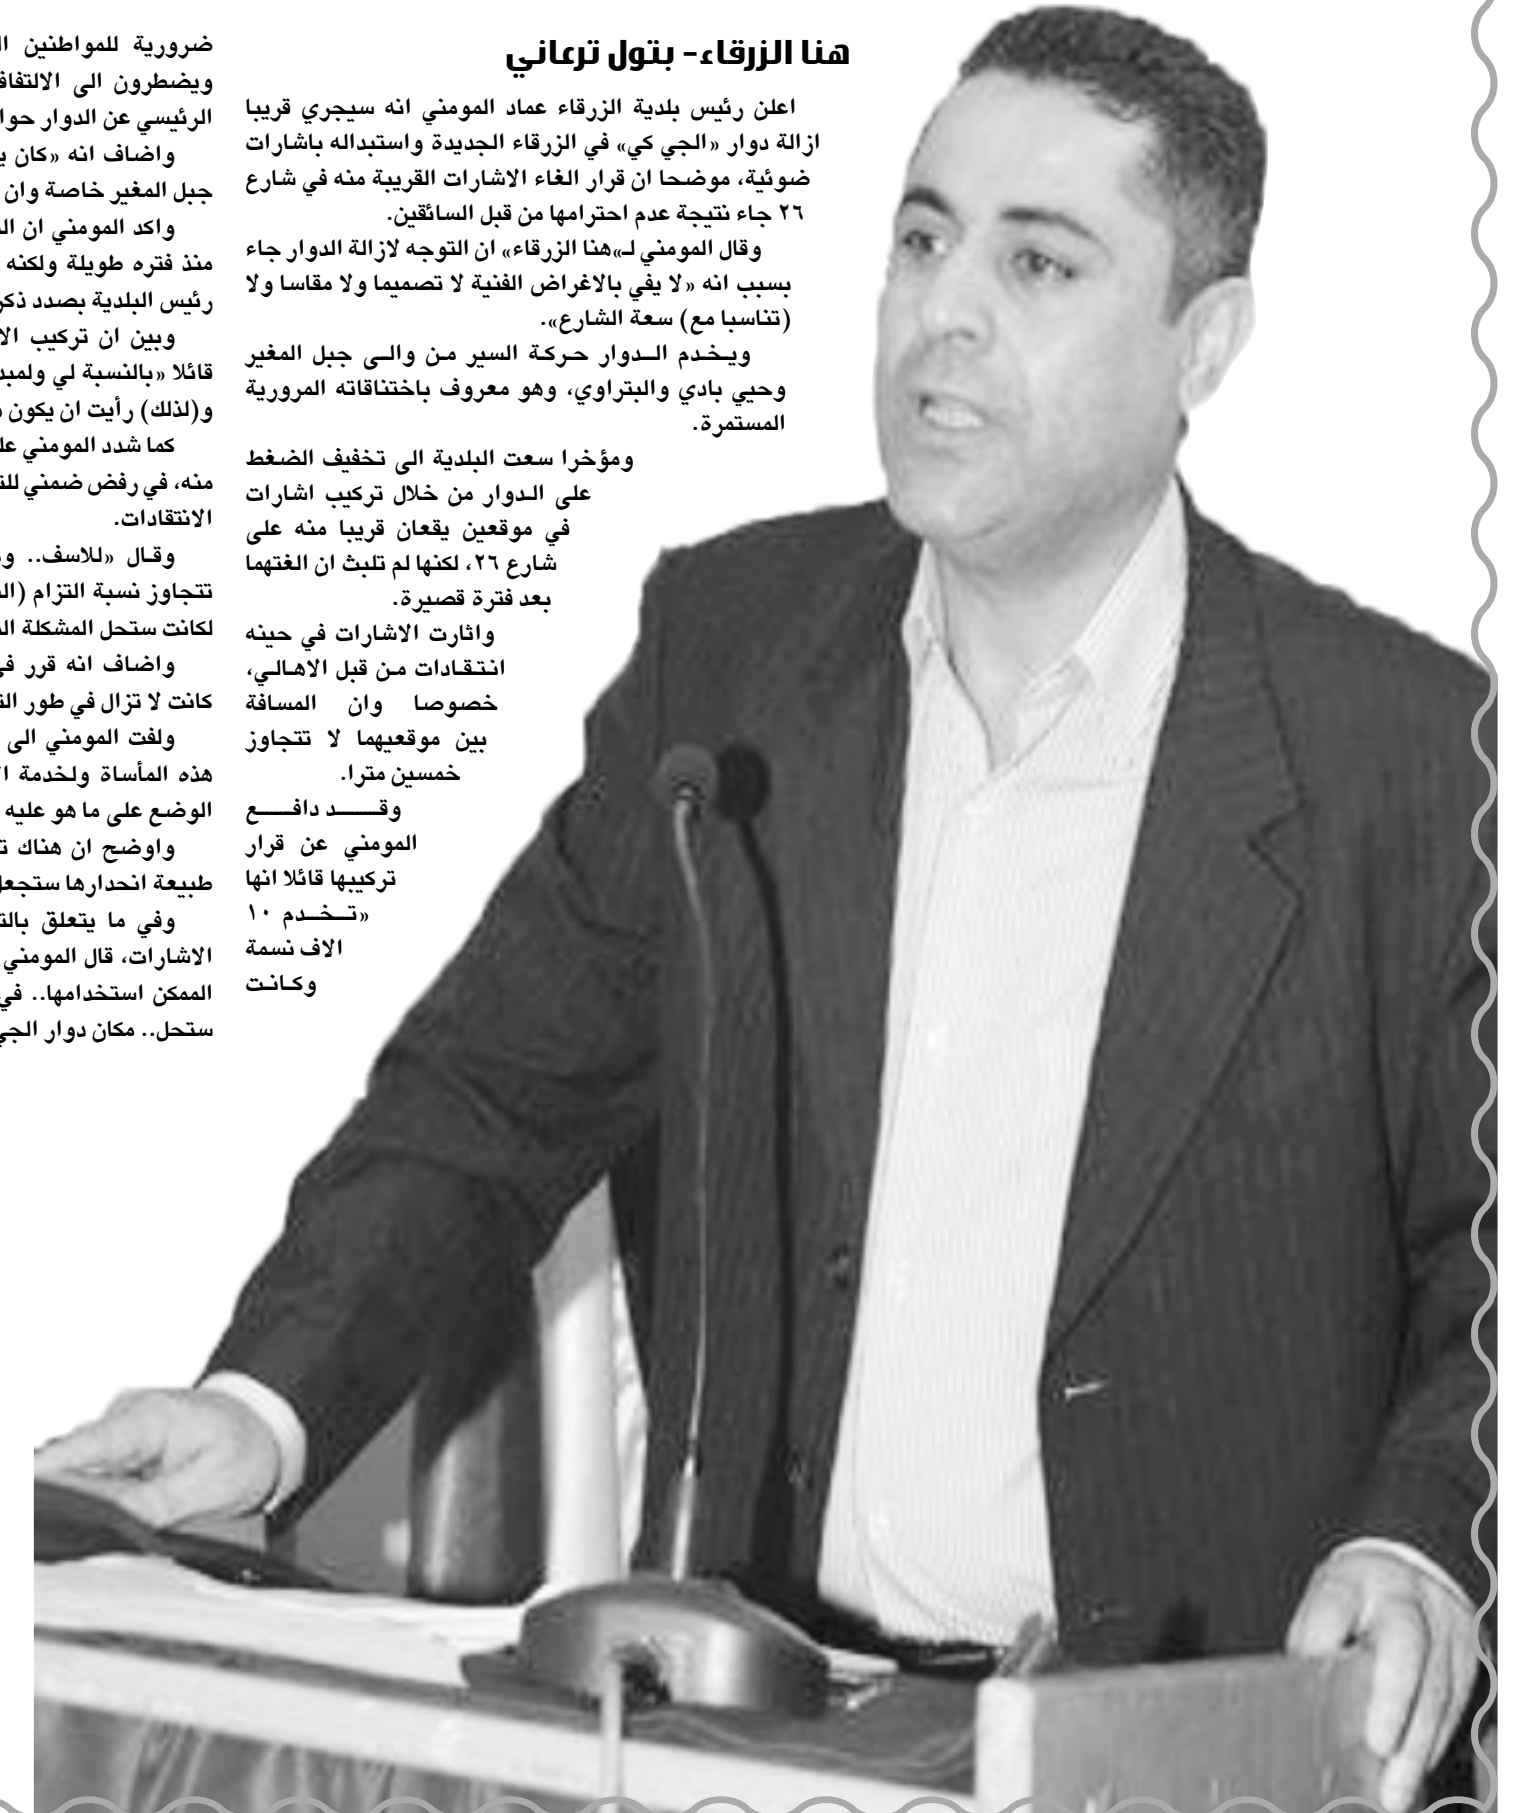 هنا الزرقاء- بتول ترعاني
اعلن رئيس بلدية الزرقاء عماد المومني انه سيجري قريبا
ازالة دوار «الجي كي» في الزرقاء الجديدة واستبداله باشارات
ضوئية، موضحا ان قرار الغاء الاشارات القريبة منه في شارع
٢٦ جاء نتيجة عدم احترامها من قبل السائقين.
وقال المومني لـ»هنا الزرقاء» ان التوجه لازالة الدوار جاء
بسبب انه «لا يفي بالاغراض الفنية لا تصميما ولا مقاسا ولا
(تناسبا مع) سعة الشارع».
ويخدم الدوار حركة السير من والى جبل المغير
وحيي بادي والبتراوي، وهو معروف باختناقاته المرورية
المستمرة.
ومؤخرا سعت البلدية الى تخفيف الضغط
على الدوار من خلال تركيب اشارات
في موقعين يقعان قريبا منه على
شارع ٢٦، لكنها لم تلبث ان الغتهما
بعد فترة قصيرة.
واثارت الاشارات في حينه
انتقادات من قبل الاهالي،
خصوصا وان المسافة
بين موقعيهما لا تتجاوز
خمسين مترا.
وقد دافع
المومني عن قرار
تركيبها قائلا انها
«تخدم ١٠
الاف نسمة
وكانت
ضرورية للمواطنين
ويضطرون الى
الرئيسي عن الدوار
واضاف انه «كان
جبل المغير خاصة وان
واكد المومني ان
منذ فتره طويلة ولكنه
رئيس البلدية بصدد
وبين ان تركيب
قائلا «بالنسبة لي
و(لذلك) رأيت ان يكون
كما شدد المومني
منه، في رفض ضمني
الانتقادات.
وقال «للاسف..
تتجاوز نسبة التزام
لكانت ستحل المشكلة
واضاف انه قرر
كانت لا تزال في طور
ولفت المومني الى
هذه المأساة ولخدمة
الوضع على ما هو عليه
واوضح ان هناك
طبيعة انحدارها
وفي ما يتعلق
الاشارات، قال المومني
الممكن استخدامها.. في
ستحل.. مكان دوار